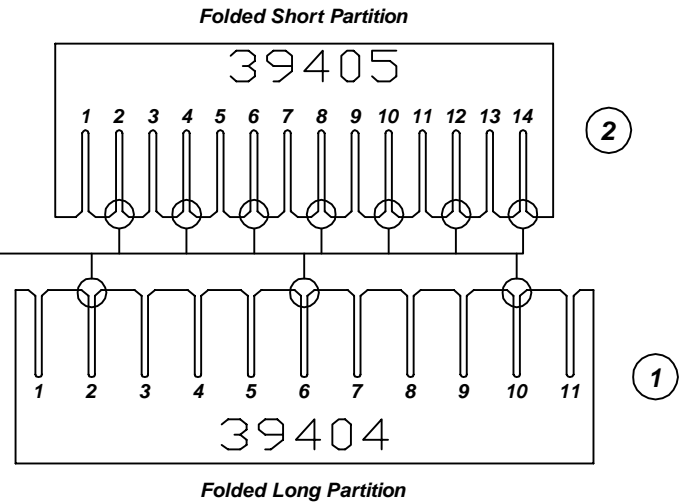 Folded Short Partition
39405
1 2 3 4 5 6 7 8 9 10 11 12 13 14
2
1 2 3 4 5 6 7 8 9 10 11
1
39404
Folded Long Partition